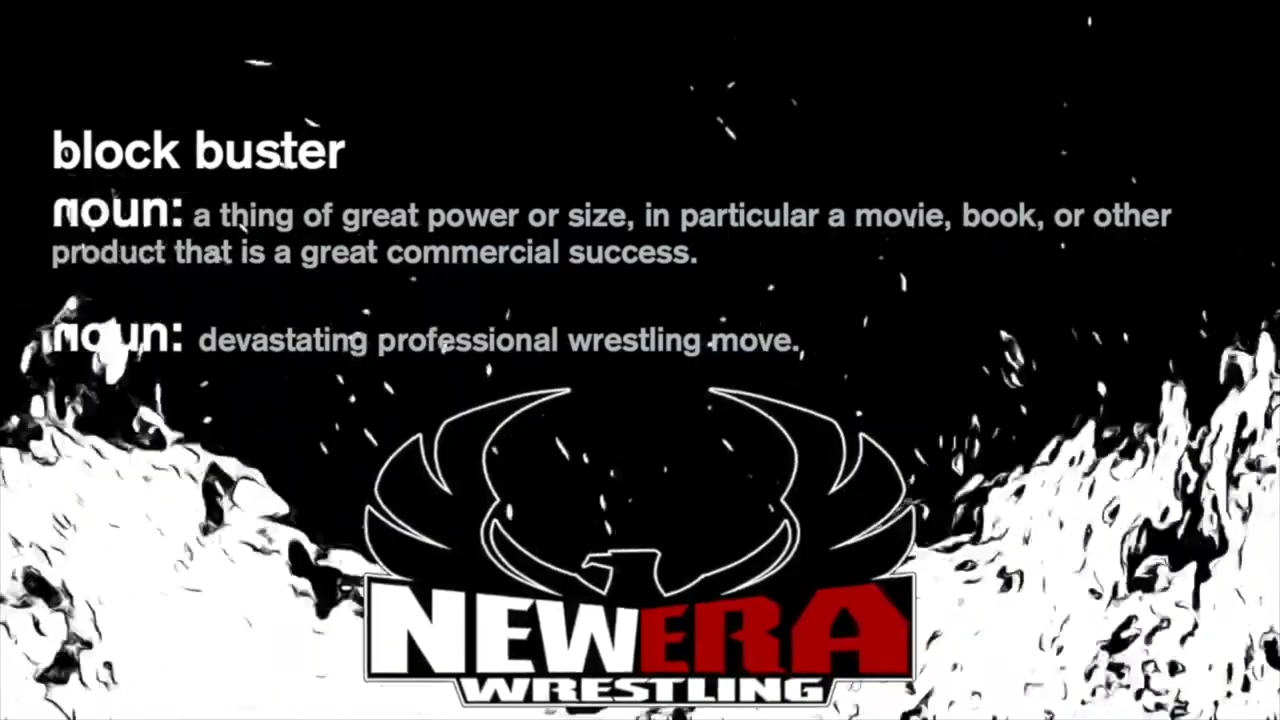 block buster
noun: a thing of great power or size, in particular a movie, book, or other
product that is a great commercial success.
noun: devastating professional wrestling move.
NEWERA
WRESTLING